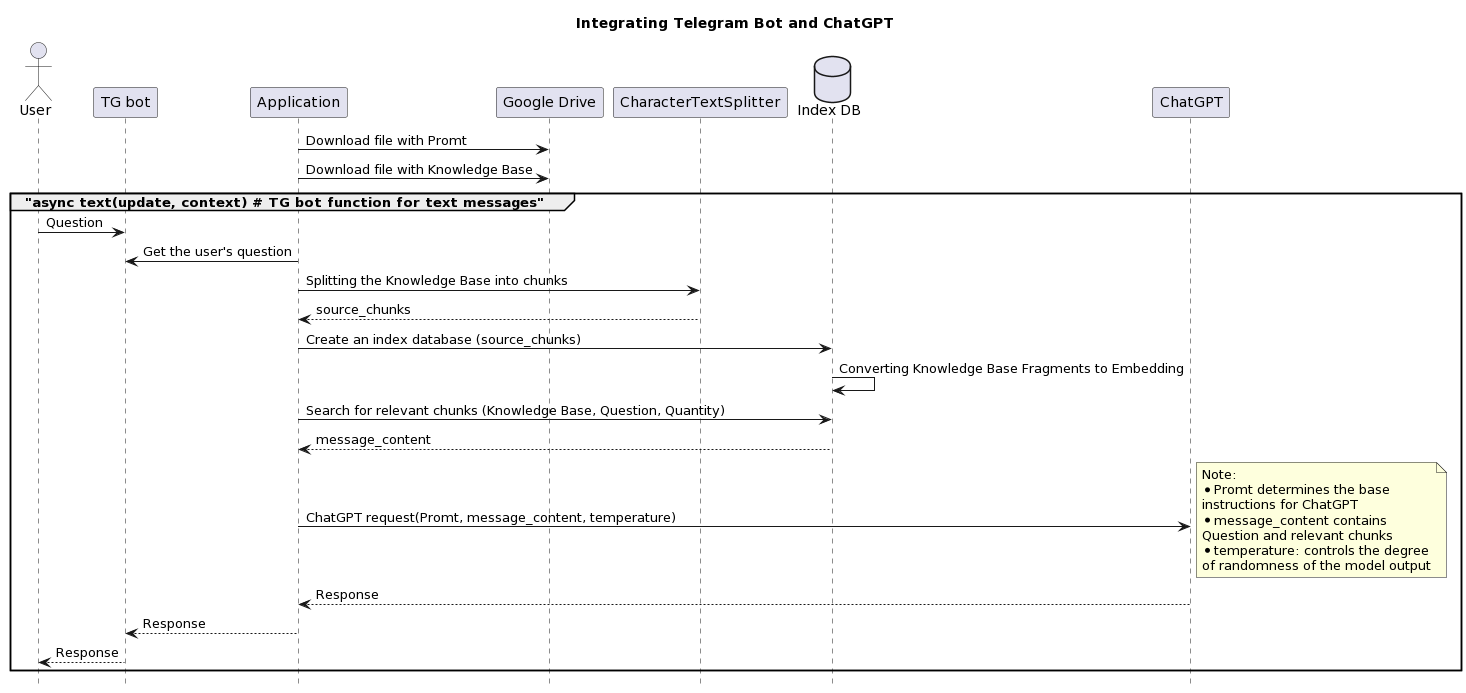 Integrating Telegram Bot and ChatGPT
User
TG bot
Application
Google Drive
CharacterTextSplitter
Index DB
ChatGPT
Download file with Promt
Download file with Knowledge Base
"async text(update, context) # TG bot function for text messages"
Question
Get the user's question
Splitting the Knowledge Base into chunks
source_chunks
Create an index database (source_chunks)
Converting Knowledge Base Fragments to Embedding
Search for relevant chunks (Knowledge Base, Question, Quantity)
message_content
ChatGPT request(Promt, message_content, temperature)
Note:
• Promt determines the base
instructions for ChatGPT
• message_content contains
Question and relevant chunks
• temperature: controls the degree
of randomness of the model output
Response
Response
Response